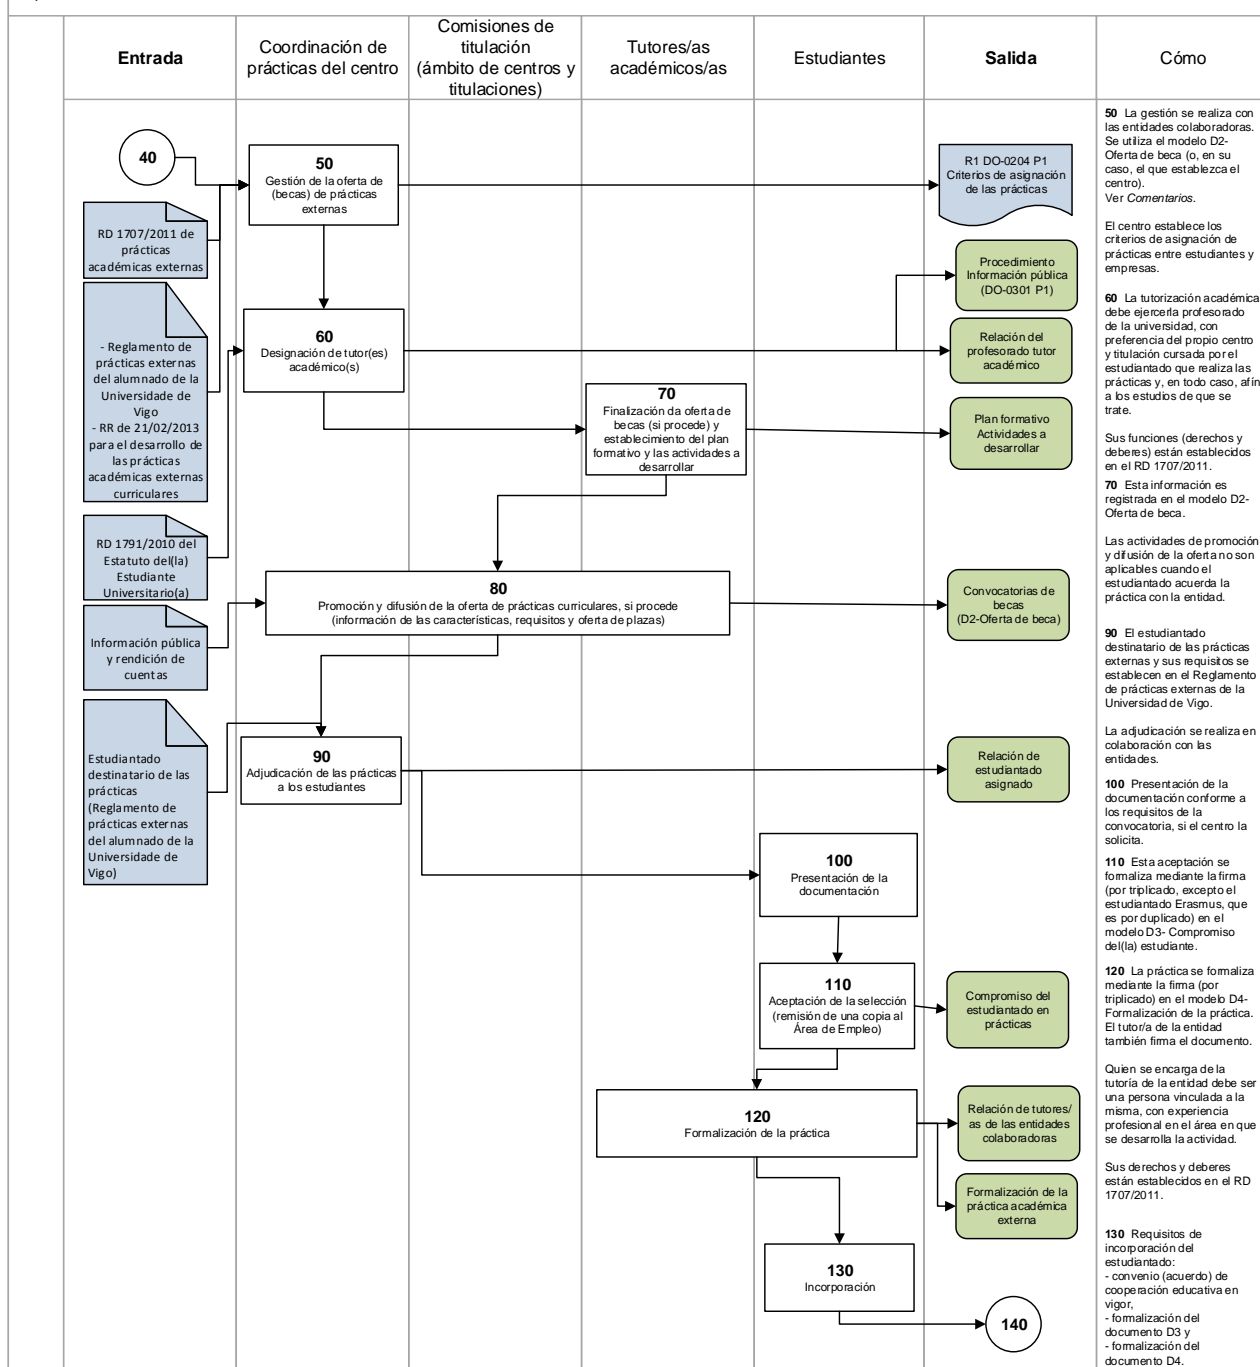 Entrada
Coordinación de
prácticas del centro
Comisiones de
titulación
(ámbito de centros y
titulaciones)
Tutores/as
académicos/as
Estudiantes
Salida
Cómo
40
RD 1707/2011 de
prácticas
académicas externas
- Reglamento de
prácticas externas
del alumnado de la
Universidade de
Vigo
- RR de 21/02/2013
para el desarrollo de
las prácticas
académicas externas
curriculares
RD 1791/2010 del
Estatuto del(la)
Estudiante
Universitario(a)
Información pública
y rendición de
cuentas
Estudiantado
destinatario de las
prácticas
(Reglamento de
prácticas externas
del alumnado de la
Universidade de
Vigo)
50
Gestión de la oferta de
(becas) de prácticas
externas
60
Designación de tutor(es)
académico(s)
70
Finalización da oferta de
becas (si procede) y
establecimiento del plan
formativo y las actividades a
desarrollar
80
Promoción y difusión de la oferta de prácticas curriculares, si procede
(información de las características, requisitos y oferta de plazas)
90
Adjudicación de las prácticas
a los estudiantes
100
Presentación de la
documentación
110
Aceptación de la selección
(remisión de una copia al
Área de Empleo)
120
Formalización de la práctica
130
Incorporación
R1 DO-0204 P1
Criterios de asignación
de las prácticas
Procedimiento
Información pública
(DO-0301 P1)
Relación del
profesorado tutor
académico
Plan formativo
Actividades a
desarrollar
Convocatorias de
becas
(D2-Oferta de beca)
Relación de
estudiantado
asignado
Compromiso del
estudiantado en
prácticas
Relación de tutores/
as de las entidades
colaboradoras
Formalización de la
práctica académica
externa
140
50 La gestión se realiza con
las entidades colaboradoras.
Se utiliza el modelo D2-
Oferta de beca (o, en su
caso, el que establezca el
centro).
Ver Comentarios.
El centro establece los
criterios de asignación de
prácticas entre estudiantes y
empresas.
60 La tutorización académica
debe ejercerla profesorado
de la universidad, con
preferencia del propio centro
y titulación cursada por el
estudiantado que realiza las
prácticas y, en todo caso, afín
a los estudios de que se
trate.
Sus funciones (derechos y
deberes) están establecidos
en el RD 1707/2011.
70 Esta información es
registrada en el modelo D2-
Oferta de beca.
Las actividades de promoción
y difusión de la oferta no son
aplicables cuando el
estudiantado acuerda la
práctica con la entidad.
90 El estudiantado
destinatario de las prácticas
externas y sus requisitos se
establecen en el Reglamento
de prácticas externas de la
Universidad de Vigo.
La adjudicación se realiza en
colaboración con las
entidades.
100 Presentación de la
documentación conforme a
los requisitos de la
convocatoria, si el centro la
solicita.
110 Esta aceptación se
formaliza mediante la firma
(por triplicado, excepto el
estudiantado Erasmus, que
es por duplicado) en el
modelo D3- Compromiso
del(la) estudiante.
120 La práctica se formaliza
mediante la firma (por
triplicado) en el modelo D4-
Formalización de la práctica.
El tutor/a de la entidad
también firma el documento.
Quien se encarga de la
tutoría de la entidad debe ser
una persona vinculada a la
misma, con experiencia
profesional en el área en que
se desarrolla la actividad.
Sus derechos y deberes
están establecidos en el RD
1707/2011.
130 Requisitos de
incorporación del
estudiantado:
- convenio (acuerdo) de
cooperación educativa en
vigor,
- formalización del
documento D3 y
- formalización del
documento D4.